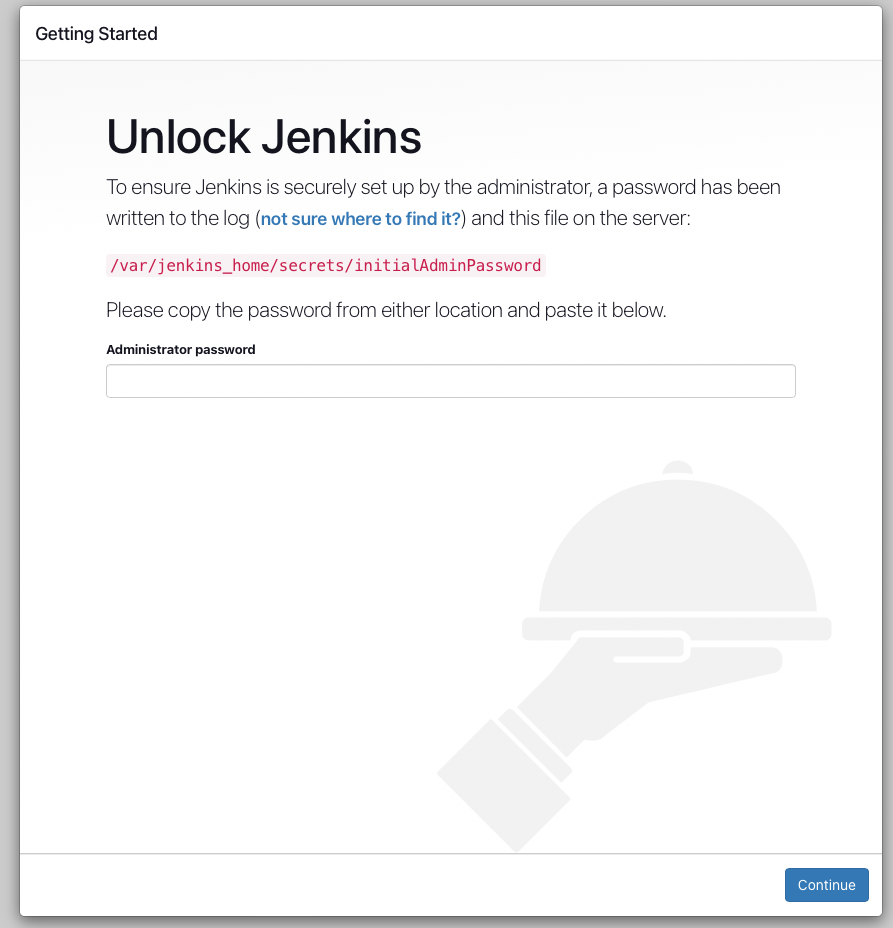 Getting Started
Unlock Jenkins
To ensure Jenkins is securely set up by the administrator, a password has been
written to the log (not sure where to find it?) and this file on the server:
/var/jenkins_home/secrets/initialAdminPassword
Please copy the password from either location and paste it below.
Administrator password
Continue